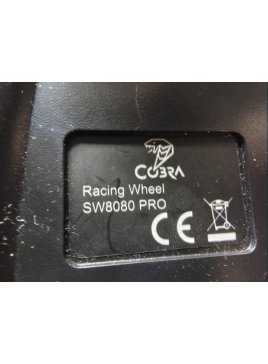 COBRA
Racing Wheel
SW8080 PRO
CE